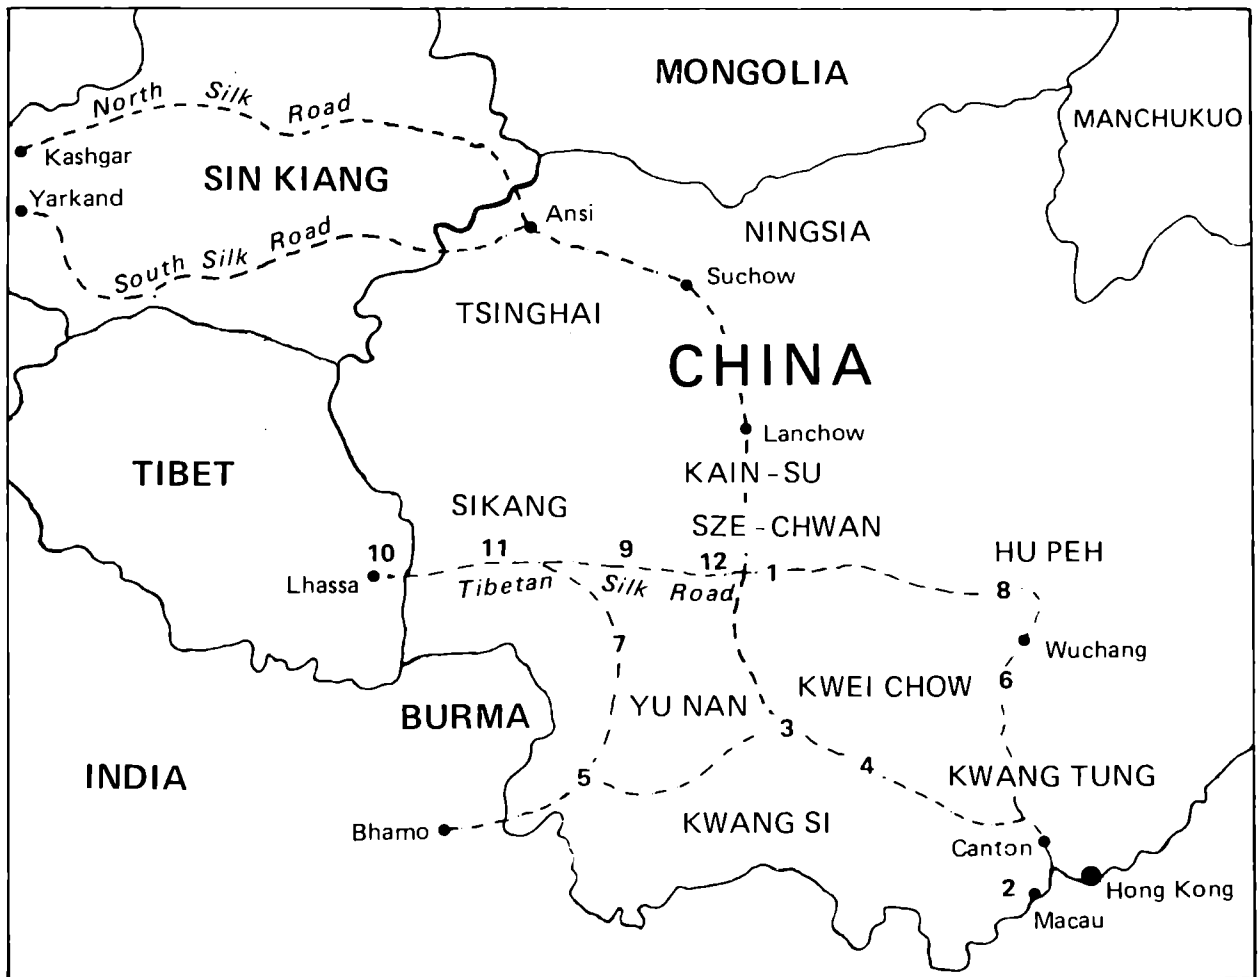 MONGOLIA
MANCHUKUO
North Silk Road
Kashgar
SIN KIANG
Yarkand
Ansi
NINGSIA
South Silk Road
Suchow
TSINGHAI
CHINA
Lanchow
TIBET
KAIN-SU
SIKANG
SZE-CHWAN
HU PEH
10
11
9
12
1
8
Lhassa
Tibetan Silk Road
7
Wuchang
6
KWEI CHOW
YU NAN
BURMA
3
INDIA
5
4
KWANG TUNG
Bhamo
KWANG SI
Canton
2
Hong Kong
Macau